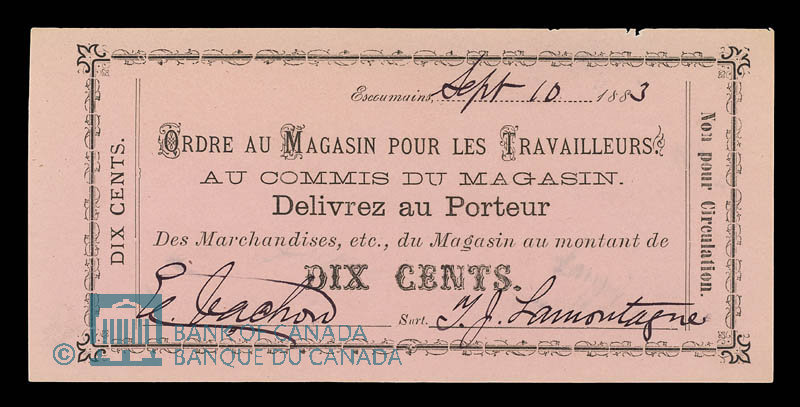 Escoumains, Sept 10 1883
ORDRE AU MAGASIN POUR LES TRAVAILLEURS.
AU COMMIS DU MAGASIN.
Delivrez au Porteur
Des Marchandises, etc., du Magasin au montant de
DIX CENTS.
Tachon Surt. T. J. Lamontagne
DIX CENTS.
Non pour Circulation.
© BANK OF CANADA
BANQUE DU CANADA